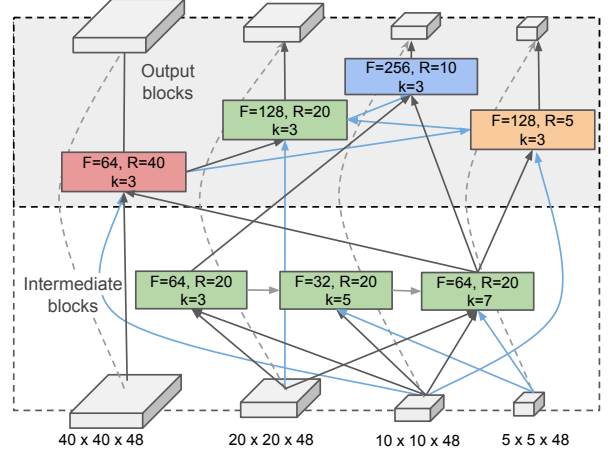 Output
blocks
F=256, R=10
k=3
F=128, R=20
k=3
F=128, R=5
k=3
F=64, R=40
k=3
Intermediate
blocks
F=64, R=20
k=3
F=32, R=20
k=5
F=64, R=20
k=7
40 x 40 x 48
20 x 20 x 48
10 x 10 x 48
5 x 5 x 48